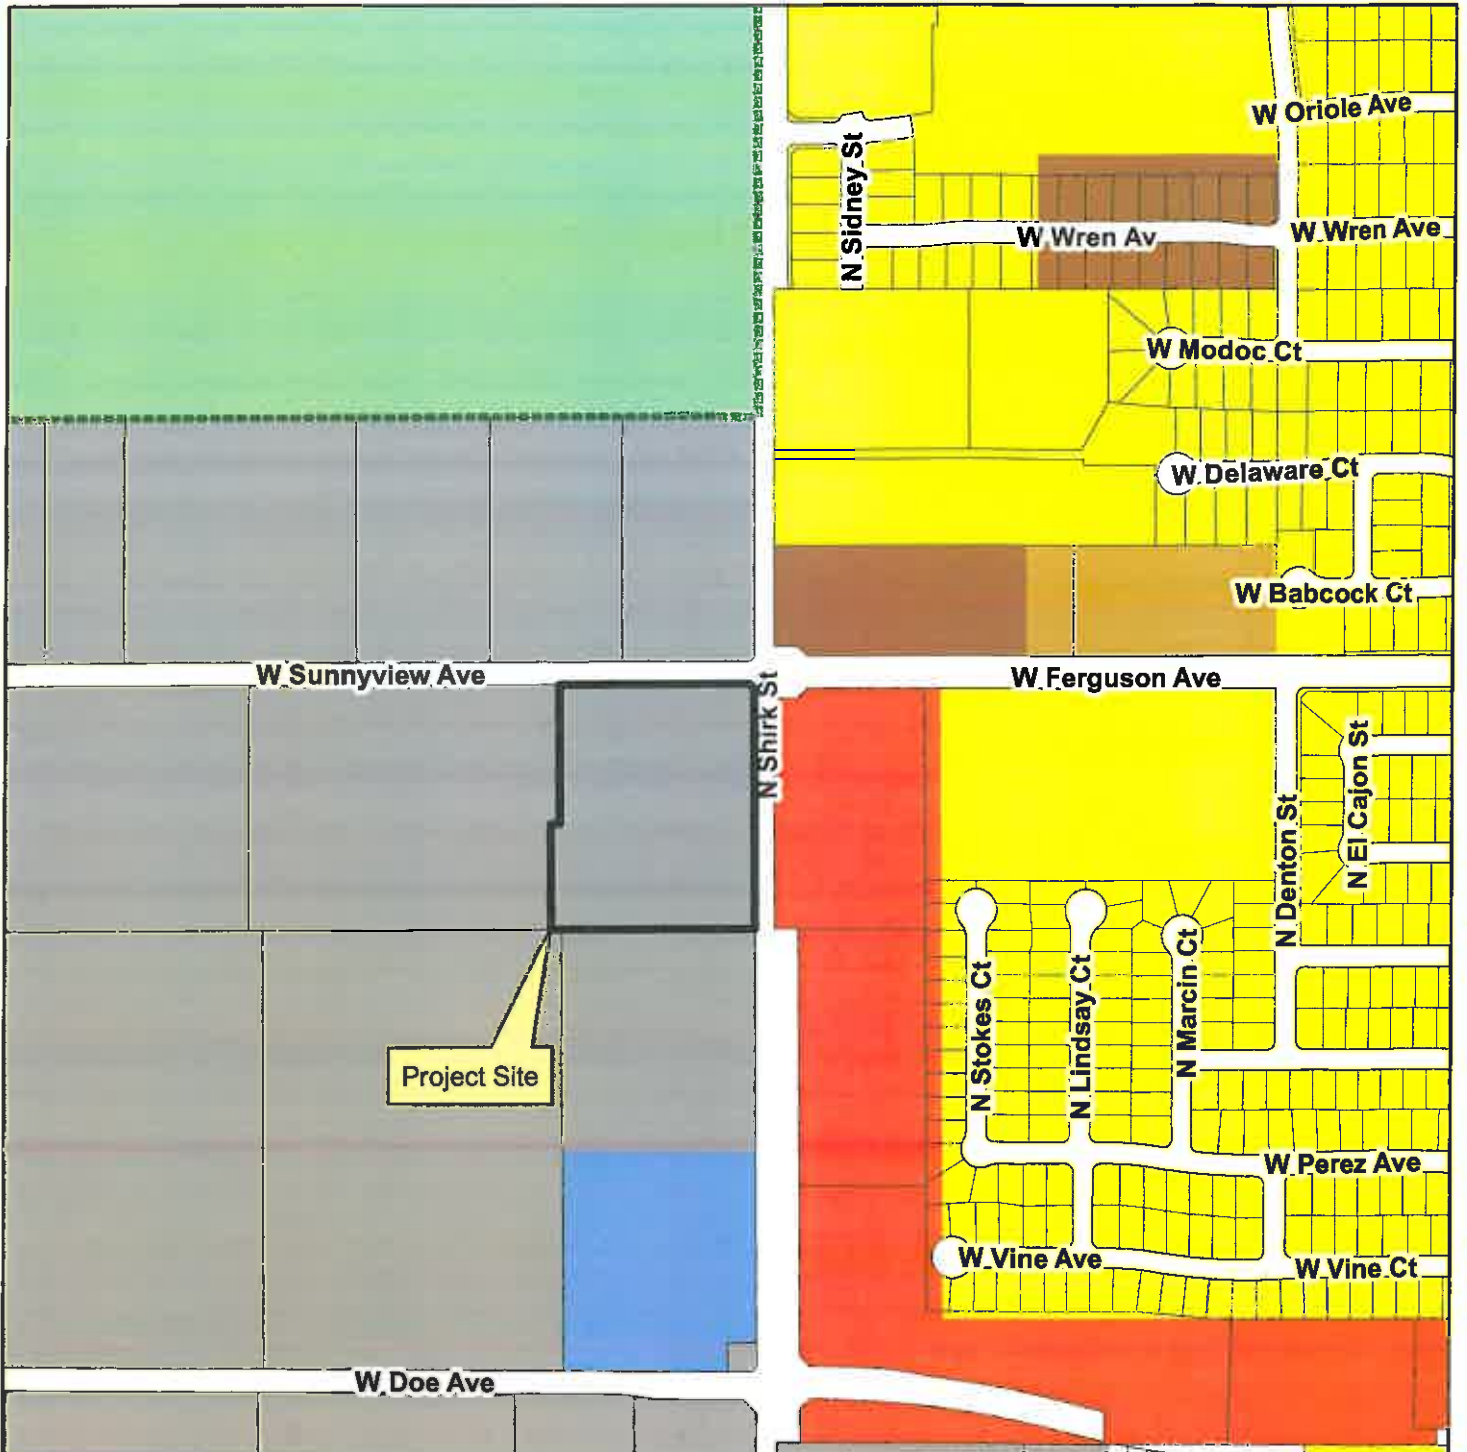 W Oriole Ave
N Sidney St
W Wren Av
W Wren Ave
W Modoc Ct
W Delaware Ct
W Babcock Ct
W Sunnyview Ave
W Ferguson Ave
N Shirk St
N El Cajon St
N Denton St
N Stokes Ct
N Lindsay Ct
N Marcin Ct
Project Site
W Perez Ave
W Vine Ave
W Vine Ct
W Doe Ave